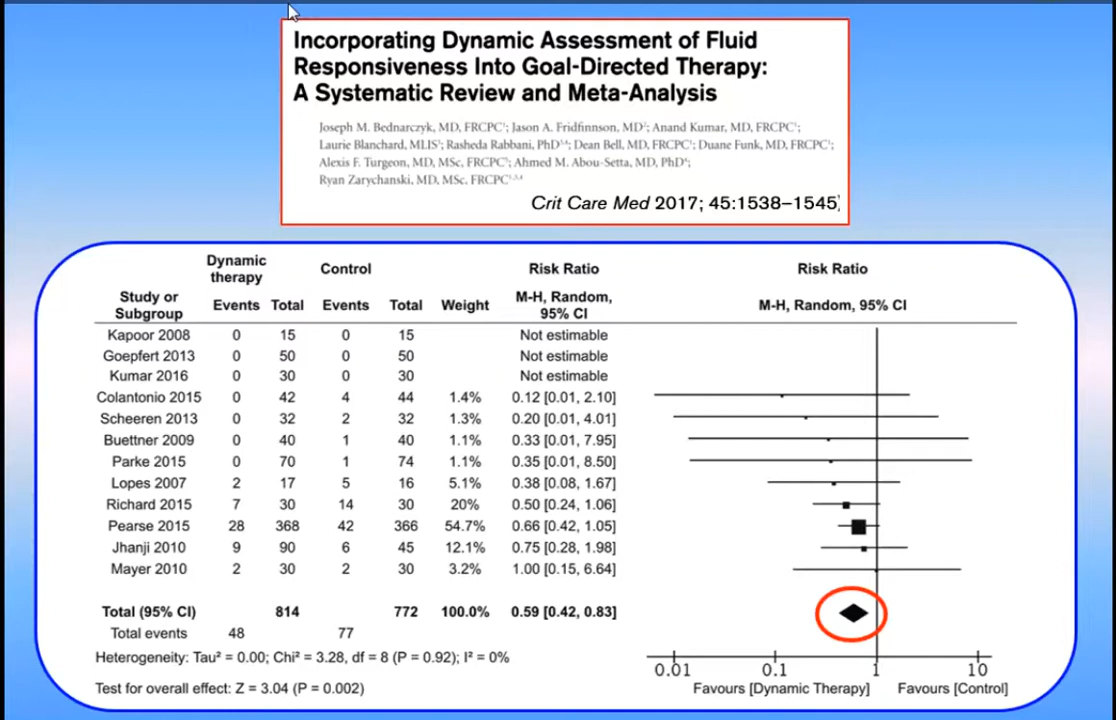 Incorporating Dynamic Assessment of Fluid
Responsiveness Into Goal-Directed Therapy:
A Systematic Review and Meta-Analysis
Joseph M. Bednarczyk, MD, FRCPC¹; Jason A. Fridfinnson, MD²; Anand Kumar, MD, FRCPC¹;
Laurie Blanchard, MLIS³; Rasheda Rabbani, PhD³,⁴; Dean Bell, MD, FRCPC¹; Duane Funk, MD, FRCPC¹;
Alexis F. Turgeon, MD, MSc, FRCPC⁵; Ahmed M. Abou-Setta, MD, PhD⁴;
Ryan Zarychanski, MD, MSc, FRCPC¹,³,⁴
Crit Care Med 2017; 45:1538–1545
Dynamic therapy Control Risk Ratio Risk Ratio
Study or Subgroup Events Total Events Total Weight M-H, Random, 95% CI M-H, Random, 95% CI
Kapoor 2008 0 15 0 15 Not estimable
Goepfert 2013 0 50 0 50 Not estimable
Kumar 2016 0 30 0 30 Not estimable
Colantonio 2015 0 42 4 44 1.4% 0.12 [0.01, 2.10]
Scheeren 2013 0 32 2 32 1.3% 0.20 [0.01, 4.01]
Buettner 2009 0 40 1 40 1.1% 0.33 [0.01, 7.95]
Parke 2015 0 70 1 74 1.1% 0.35 [0.01, 8.50]
Lopes 2007 2 17 5 16 5.1% 0.38 [0.08, 1.67]
Richard 2015 7 30 14 30 20% 0.50 [0.24, 1.06]
Pearse 2015 28 368 42 366 54.7% 0.66 [0.42, 1.05]
Jhanji 2010 9 90 6 45 12.1% 0.75 [0.28, 1.98]
Mayer 2010 2 30 2 30 3.2% 1.00 [0.15, 6.64]
Total (95% CI) 814 772 100.0% 0.59 [0.42, 0.83]
Total events 48 77
Heterogeneity: Tau² = 0.00; Chi² = 3.28, df = 8 (P = 0.92); I² = 0%
Test for overall effect: Z = 3.04 (P = 0.002)
0.01 0.1 1 10
Favours [Dynamic Therapy] Favours [Control]